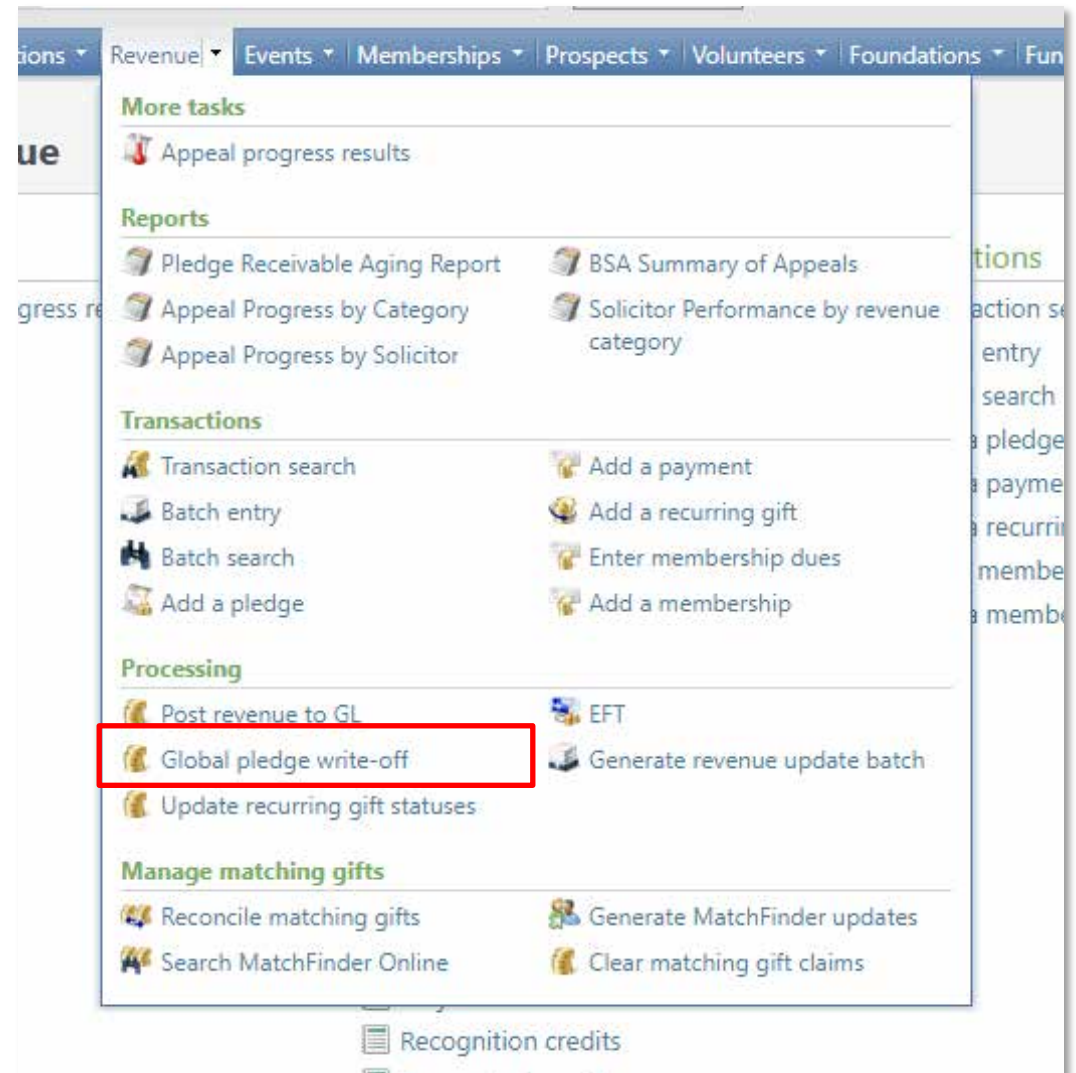 Revenue Events Memberships Prospects Volunteers Foundations Fun
ue
More tasks
Appeal progress results
Reports
Pledge Receivable Aging Report
Appeal Progress by Category
Appeal Progress by Solicitor
BSA Summary of Appeals
Solicitor Performance by revenue
category
Transactions
Transaction search
Batch entry
Batch search
Add a pledge
Add a payment
Add a recurring gift
Enter membership dues
Add a membership
Processing
Post revenue to GL
Global pledge write-off
Update recurring gift statuses
EFT
Generate revenue update batch
Manage matching gifts
Reconcile matching gifts
Search MatchFinder Online
Generate MatchFinder updates
Clear matching gift claims
gress re
tions
action se
entry
search
a pledge
a payme
a recurri
membe
a membe
Recognition credits